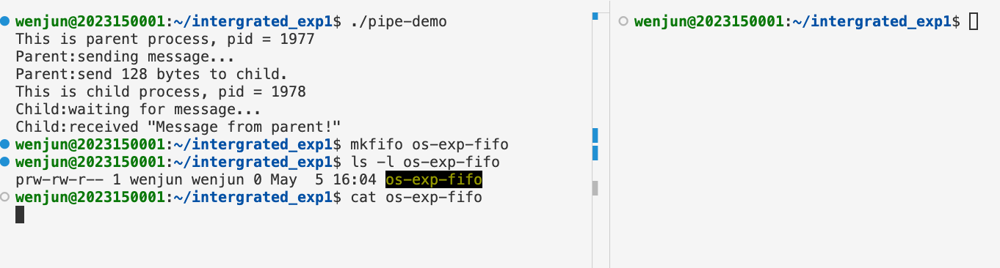 wenjun@2023150001:~/intergrated_exp1$ ./pipe-demo
This is parent process, pid = 1977
Parent:sending message...
Parent:send 128 bytes to child.
This is child process, pid = 1978
Child:waiting for message...
Child:received "Message from parent!"
wenjun@2023150001:~/intergrated_exp1$ mkfifo os-exp-fifo
wenjun@2023150001:~/intergrated_exp1$ ls -l os-exp-fifo
prw-rw-r-- 1 wenjun wenjun 0 May  5 16:04 os-exp-fifo
wenjun@2023150001:~/intergrated_exp1$ cat os-exp-fifo
wenjun@2023150001:~/intergrated_exp1$